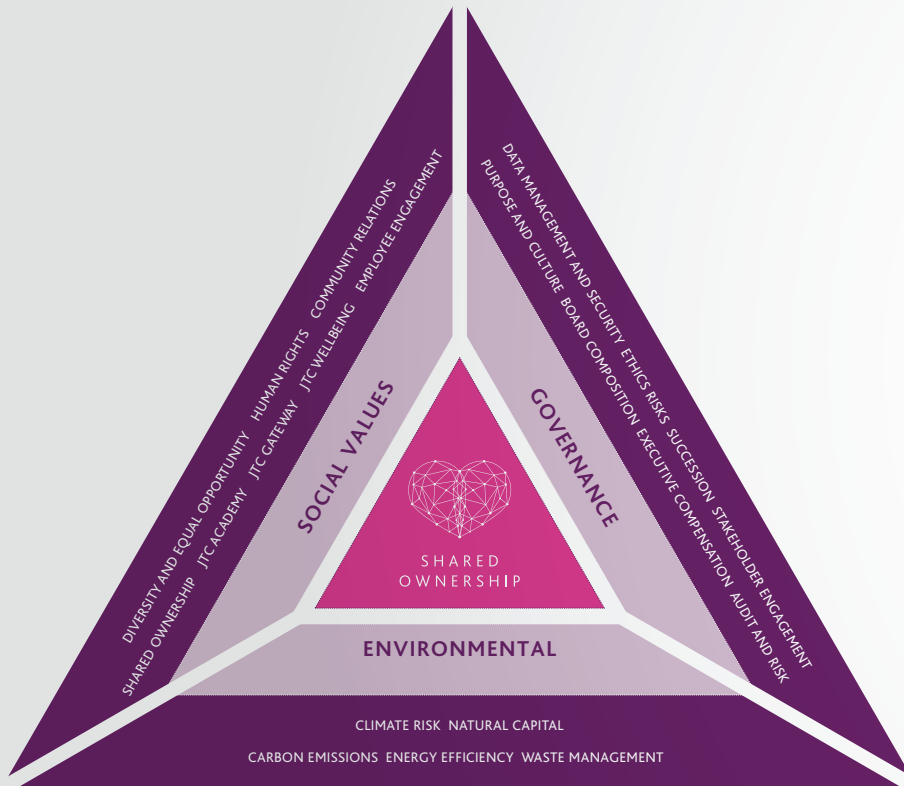 DIVERSITY AND EQUAL OPPORTUNITY HUMAN RIGHTS COMMUNITY RELATIONS
SHARED OWNERSHIP JTC ACADEMY JTC GATEWAY JTC WELLBEING EMPLOYEE ENGAGEMENT
SOCIAL VALUES
DATA MANAGEMENT AND SECURITY ETHICS RISKS SUCCESSION STAKEHOLDER ENGAGEMENT
PURPOSE AND CULTURE BOARD COMPOSITION EXECUTIVE COMPENSATION AUDIT AND RISK
GOVERNANCE
SHARED
OWNERSHIP
ENVIRONMENTAL
CLIMATE RISK NATURAL CAPITAL
CARBON EMISSIONS ENERGY EFFICIENCY WASTE MANAGEMENT